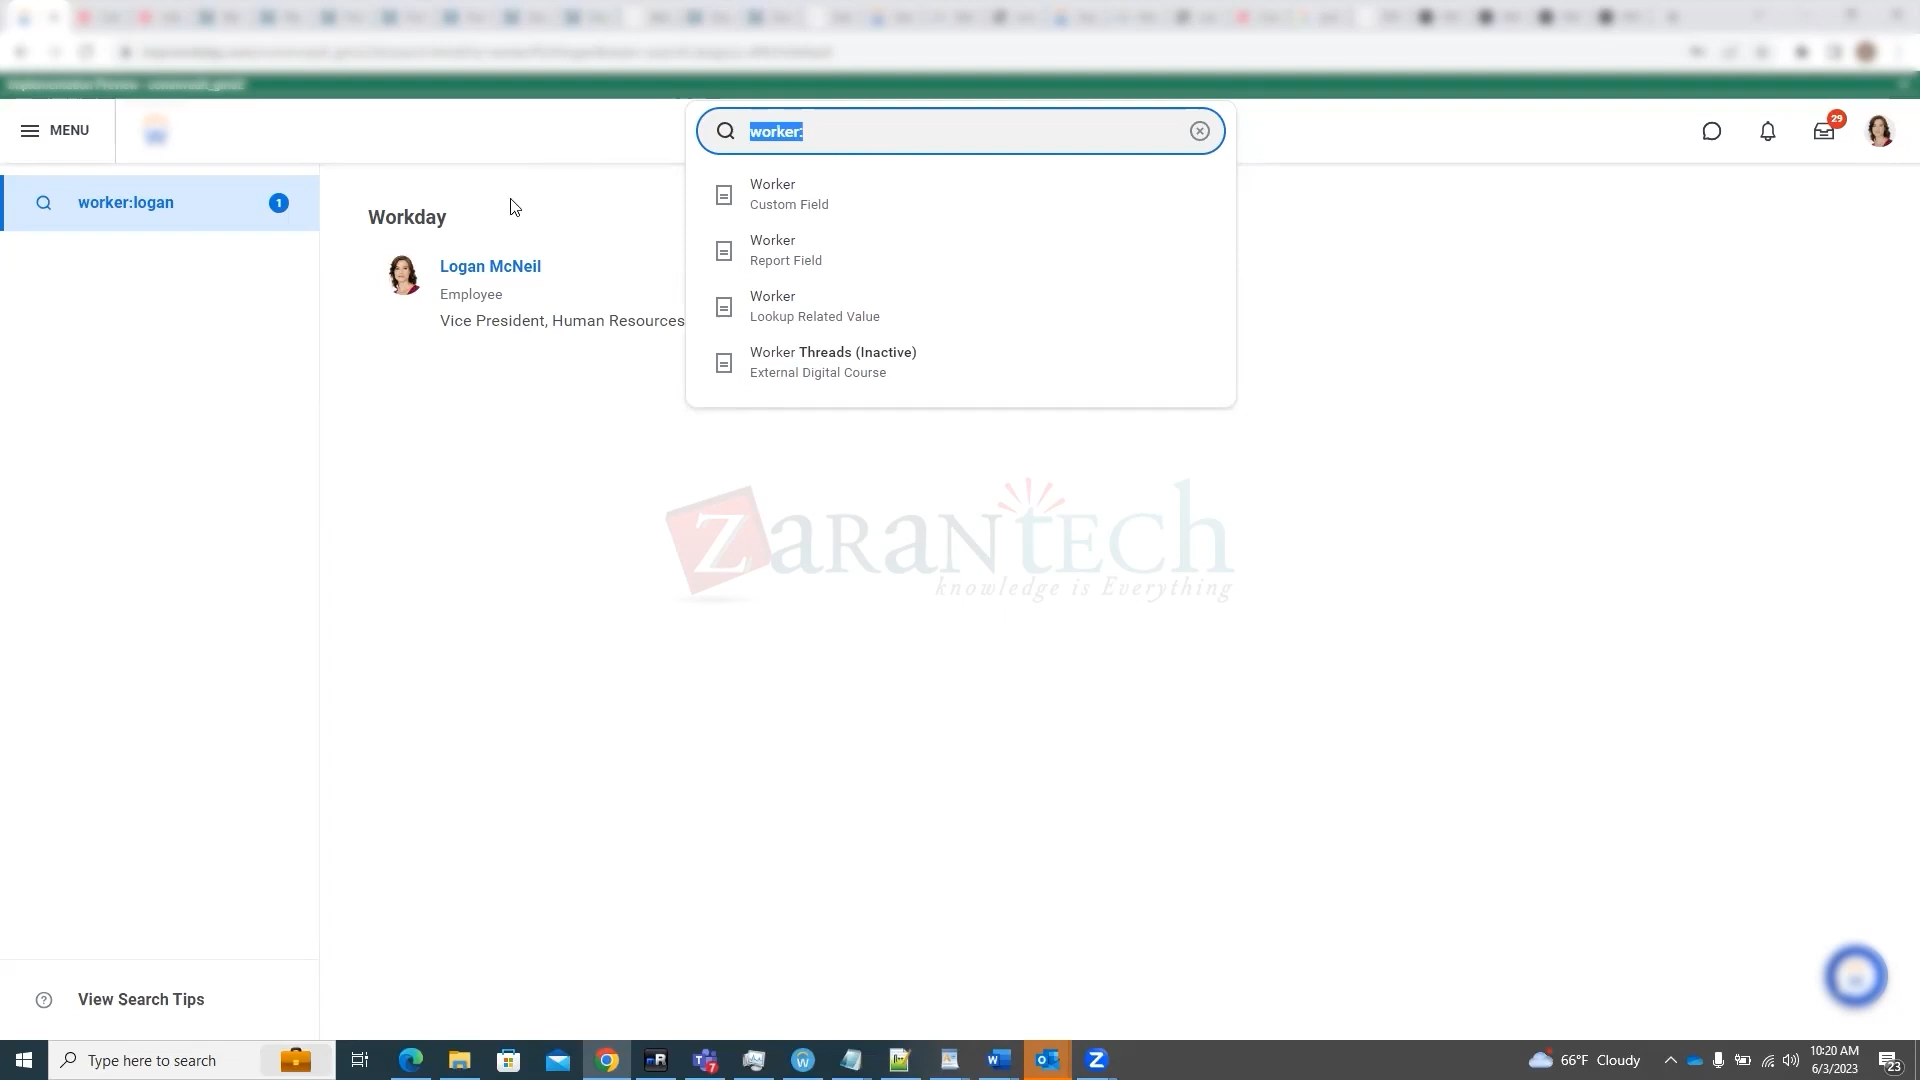 MENU
worker:
29
worker:logan
1
Workday
Logan McNeil
Employee
Vice President, Human Resources
Worker
Custom Field
Worker
Report Field
Worker
Lookup Related Value
Worker Threads (Inactive)
External Digital Course
ZaranTech
knowledge is Everything
View Search Tips
Type here to search
66°F Cloudy
10:20 AM
6/3/2023
23